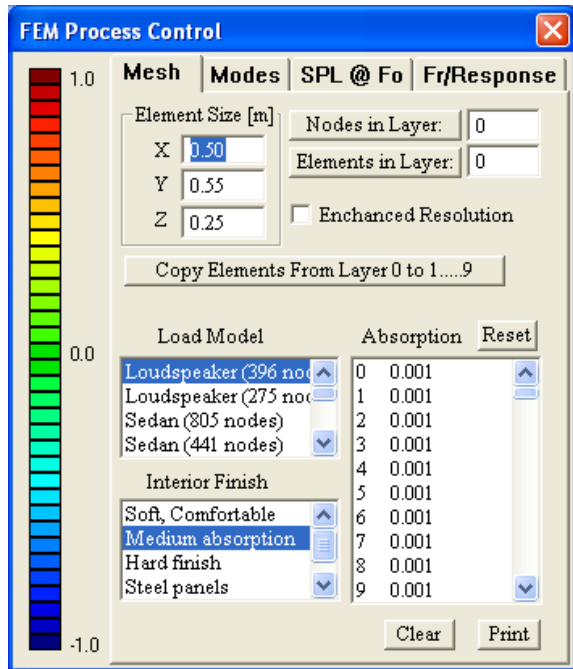 FEM Process Control
1.0
0.0
-1.0
Mesh Modes SPL @ Fo Fr/Response
Element Size [m]
X 0.50
Y 0.55
Z 0.25
Nodes in Layer: 0
Elements in Layer: 0
Enchanced Resolution
Copy Elements From Layer 0 to 1.....9
Load Model
Loudspeaker (396 noc
Loudspeaker (275 noc
Sedan (805 nodes)
Sedan (441 nodes)
Interior Finish
Soft, Comfortable
Medium absorption
Hard finish
Steel panels
Absorption Reset
0 0.001
1 0.001
2 0.001
3 0.001
4 0.001
5 0.001
6 0.001
7 0.001
8 0.001
9 0.001
Clear Print